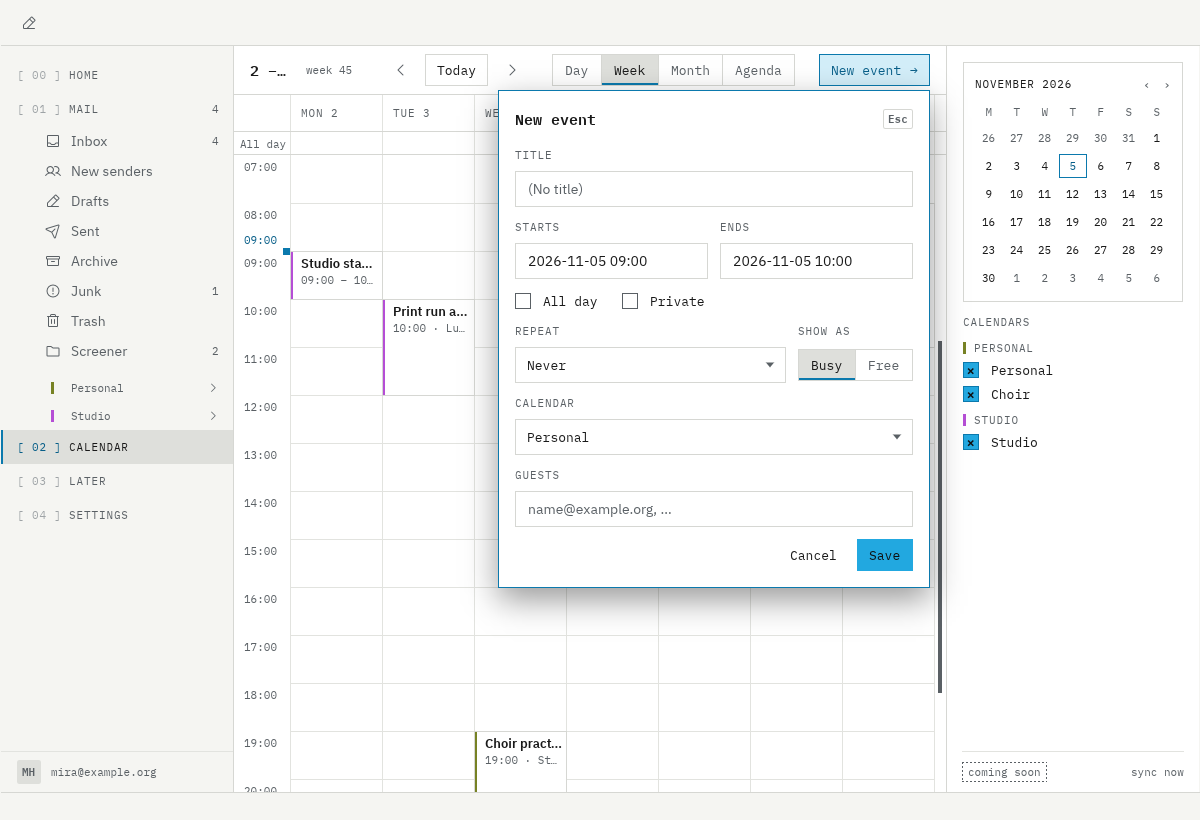 [ 00 ] HOME
[ 01 ] MAIL 4
Inbox 4
New senders
Drafts
Sent
Archive
Junk 1
Trash
Screener 2
Personal
Studio
[ 02 ] CALENDAR
[ 03 ] LATER
[ 04 ] SETTINGS
MH mira@example.org
2 –… week 45 Today Day Week Month Agenda New event →
MON 2 TUE 3 WE
All day
07:00
08:00
09:00
09:00
10:00
11:00
12:00
13:00
14:00
15:00
16:00
17:00
18:00
19:00
20:00
Studio sta…
09:00 – 10…
Print run a…
10:00 · Lu…
Choir pract…
19:00 · St…
New event Esc
TITLE
(No title)
STARTS ENDS
2026-11-05 09:00 2026-11-05 10:00
All day Private
REPEAT SHOW AS
Never Busy Free
CALENDAR
Personal
GUESTS
name@example.org, …
Cancel Save
NOVEMBER 2026 ‹ ›
M T W T F S S
26 27 28 29 30 31 1
2 3 4 5 6 7 8
9 10 11 12 13 14 15
16 17 18 19 20 21 22
23 24 25 26 27 28 29
30 1 2 3 4 5 6
CALENDARS
PERSONAL
Personal
Choir
STUDIO
Studio
coming soon sync now